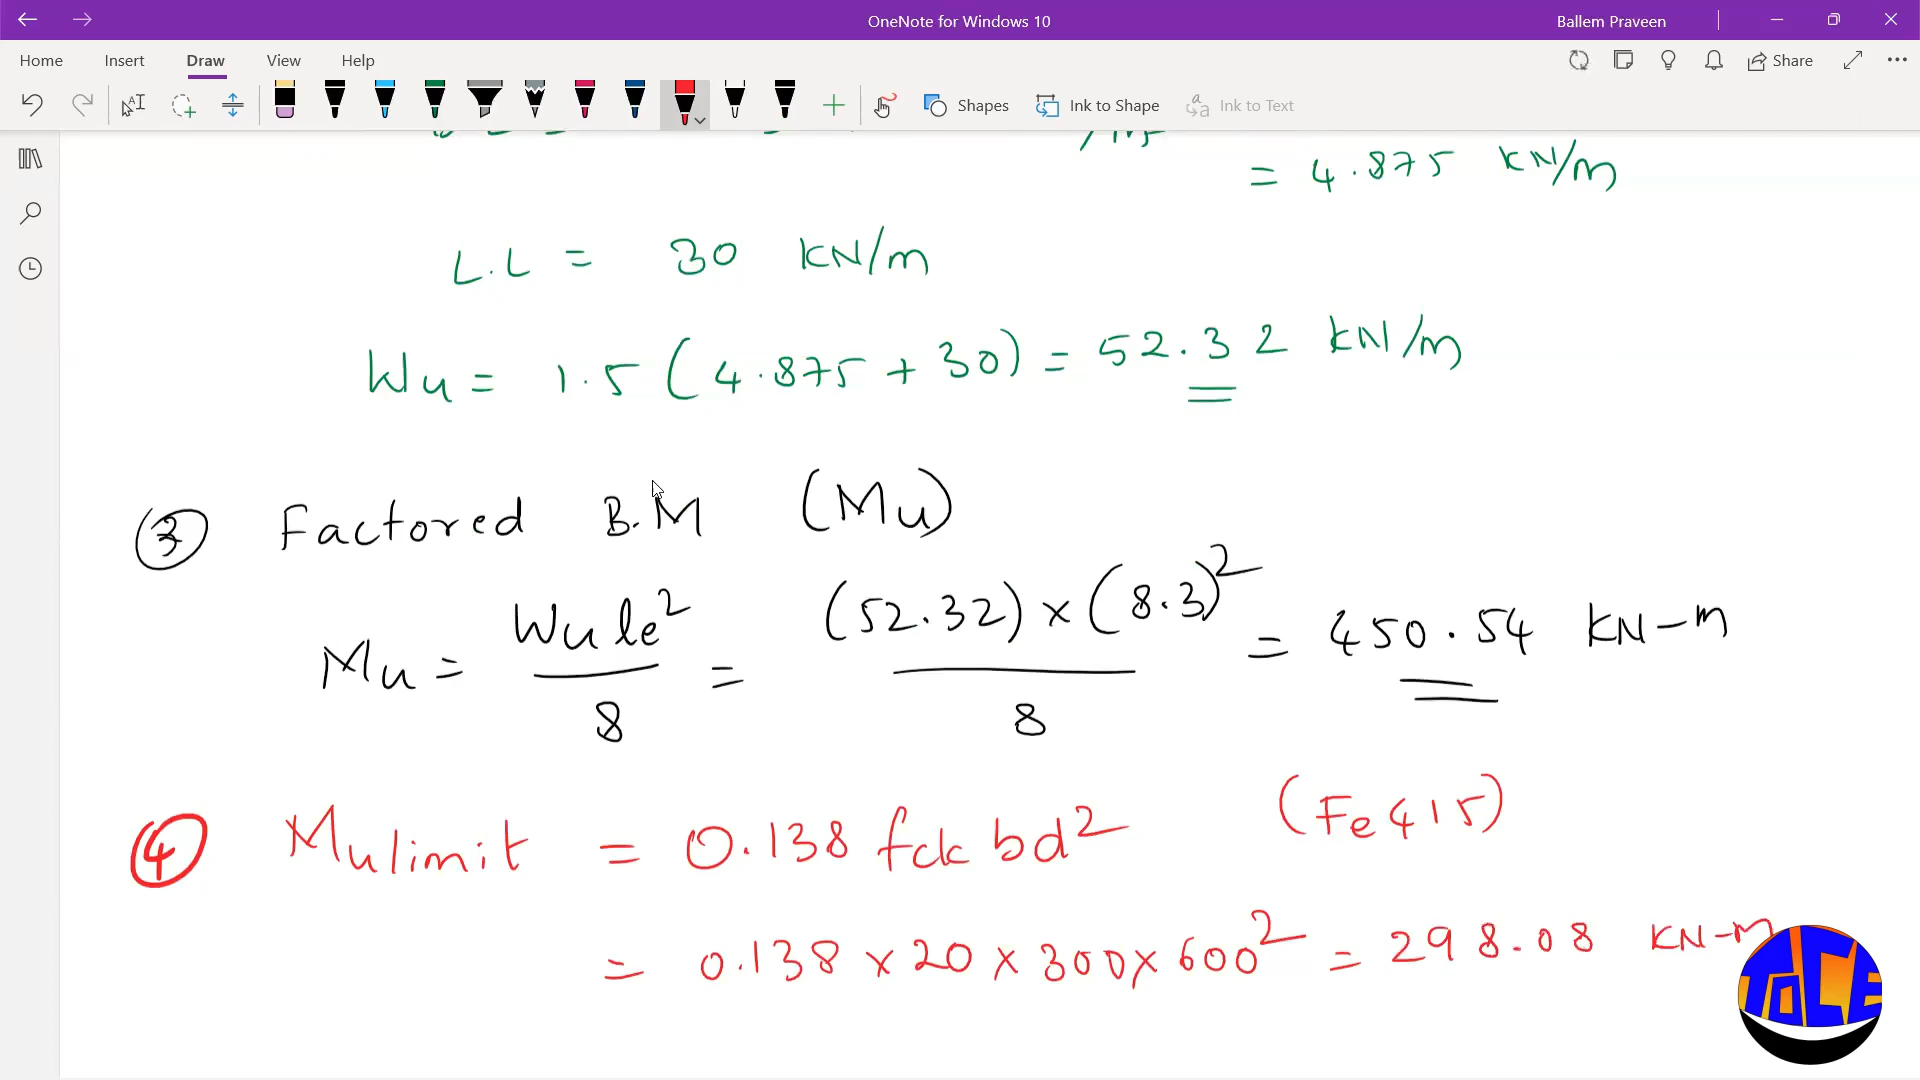 OneNote for Windows 10
Ballem Praveen
Home Insert Draw View Help
Share
Shapes Ink to Shape Ink to Text
= 4.875 KN/m
L.L = 30 KN/m
Wu = 1.5 (4.875 + 30) = 52.32 KN/m
③ Factored B.M (Mu)
Mu = Wu le² / 8 = (52.32) × (8.3)² / 8 = 450.54 KN-m
④ Mulimit = 0.138 fck bd² (Fe415)
= 0.138 × 20 × 300 × 600² = 298.08 KN-m
TOCE